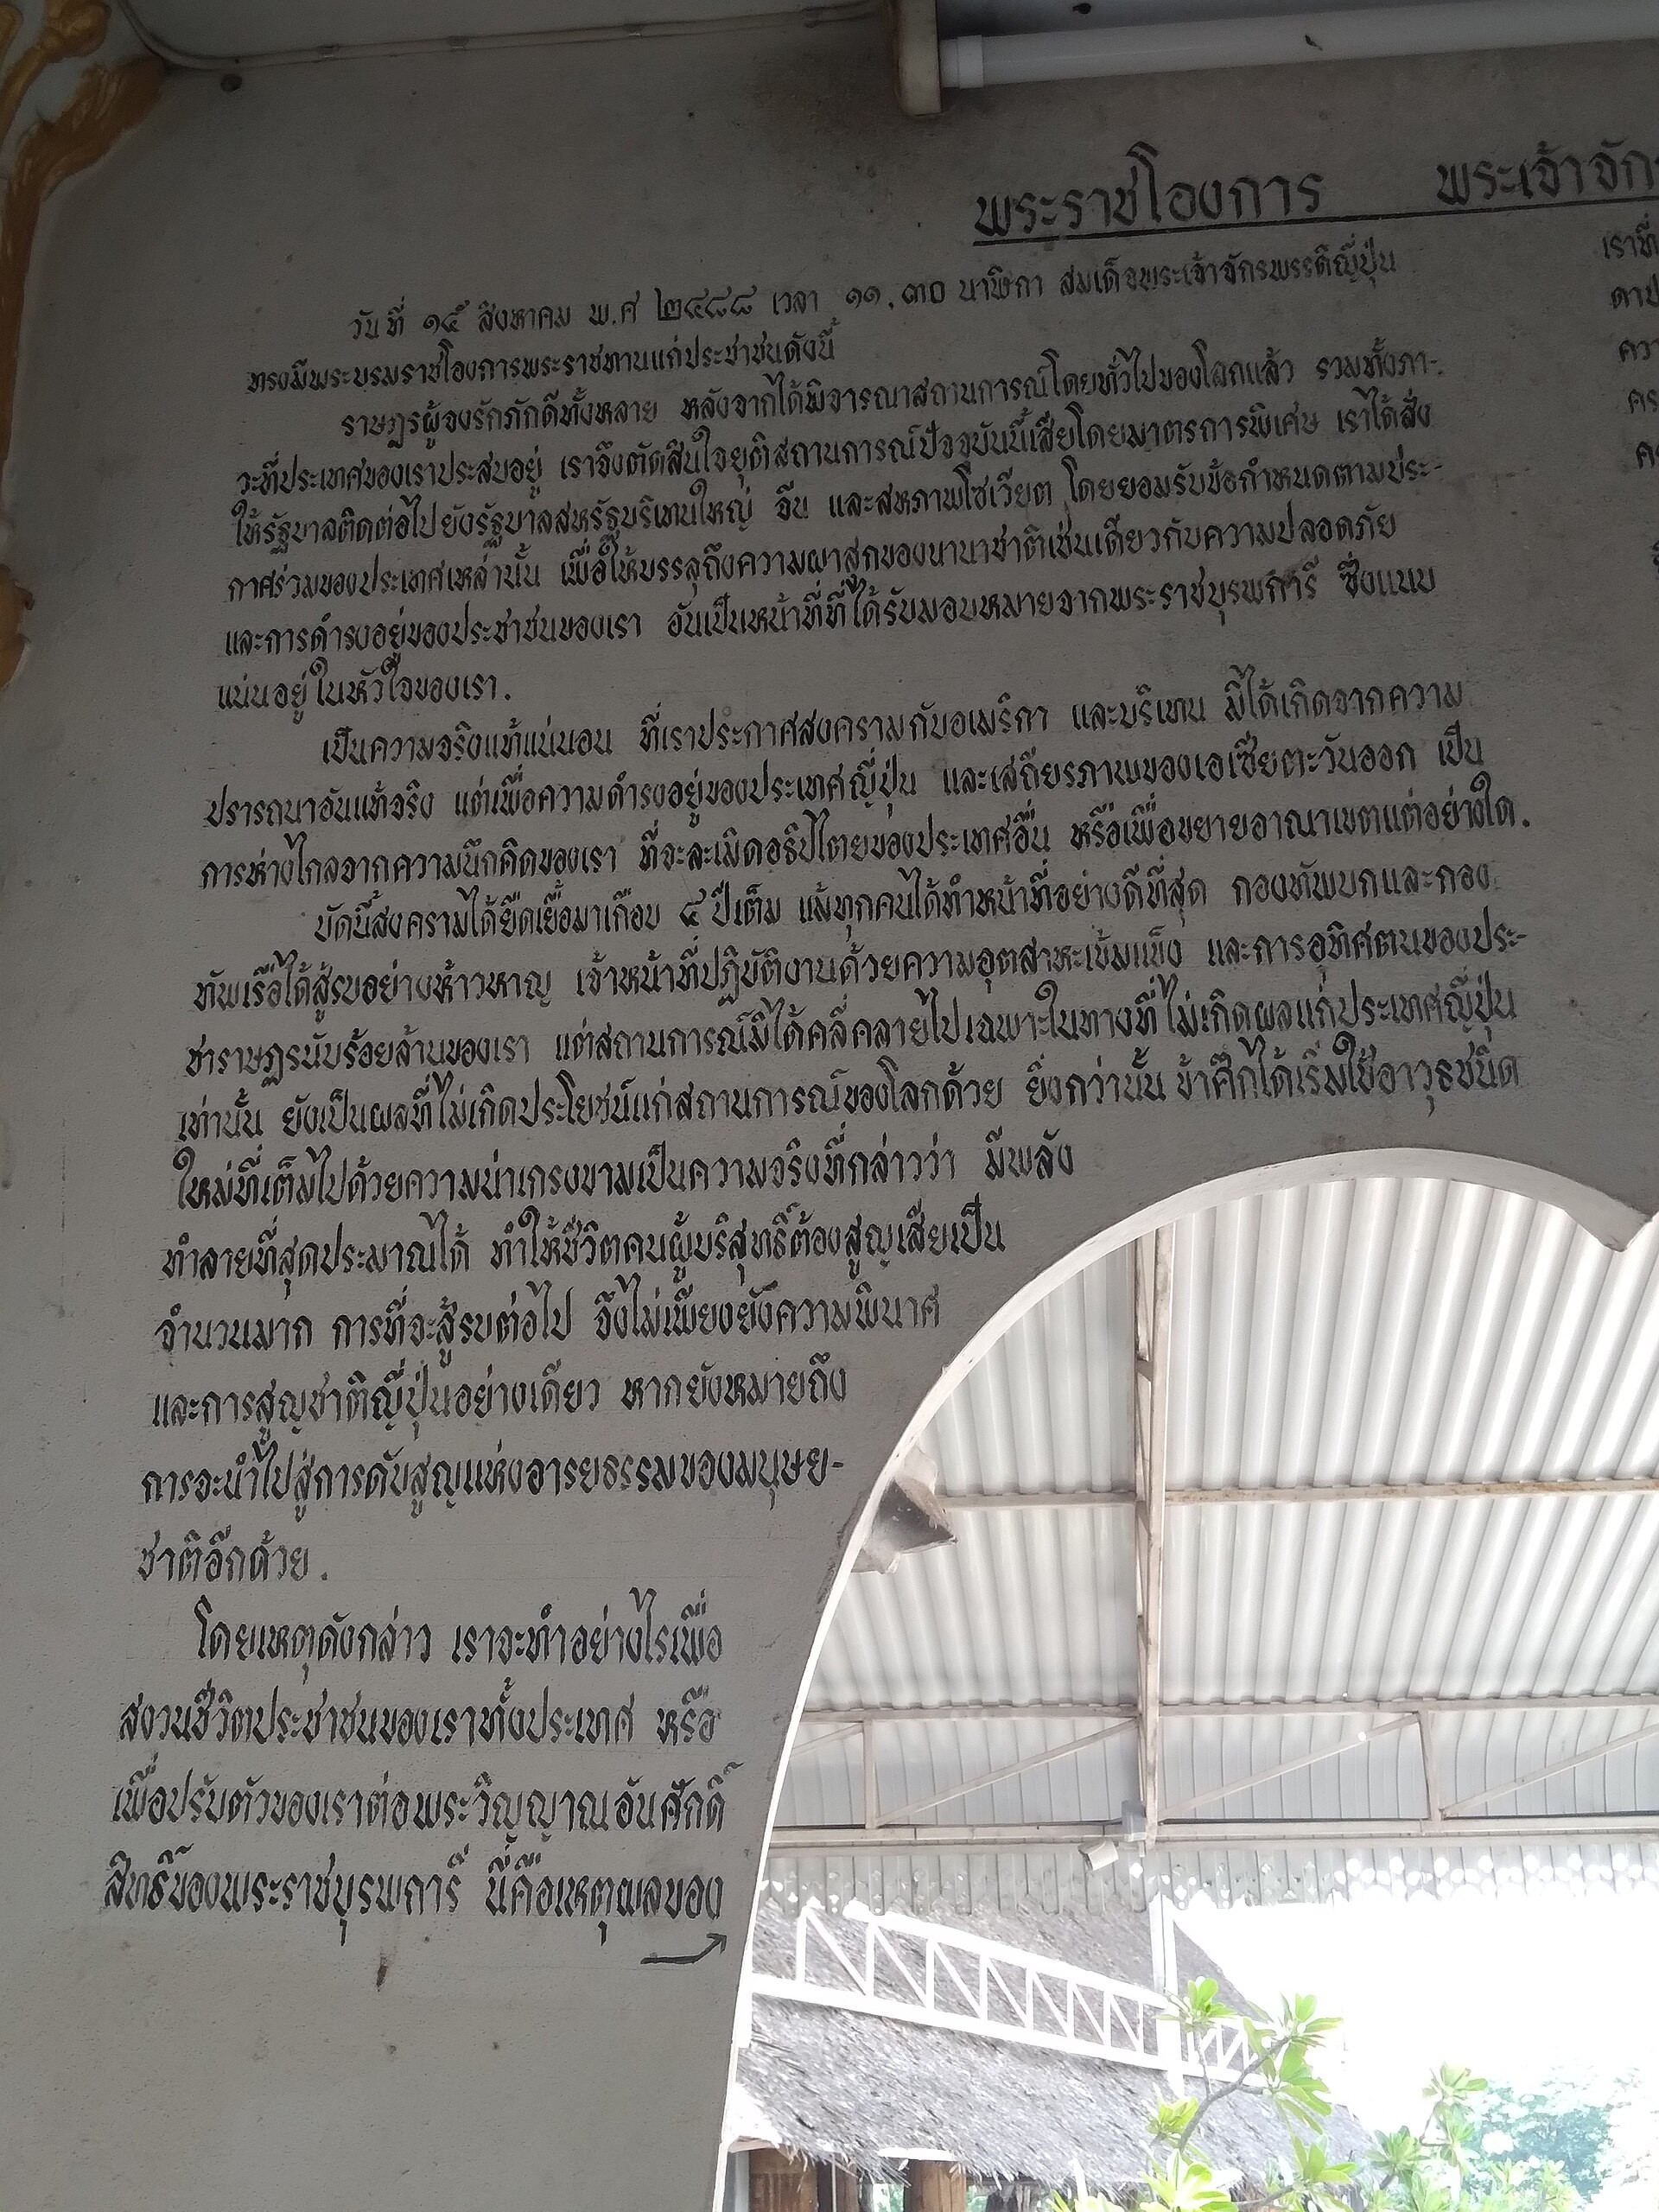 พระราชโองการ พระเจ้าจัก
วันที่ ๑๕ สิงหาคม พ.ศ ๒๔๘๘ เวลา ๑๑.๓๐ นาฬิกา สมเด็จพระเจ้าจักรพรรดิญี่ปุ่น
ทรงมีพระบรมราชโองการพระราชทานแก่ประชาชนดังนี้
ราษฎรผู้จงรักภักดีทั้งหลาย หลังจากได้พิจารณาสถานการณ์โดยทั่วไปของโลกแล้ว รวมทั้งภา-
วะที่ประเทศของเราประสบอยู่ เราจึงตัดสินใจยุติสถานการณ์ปัจจุบันนี้เสียโดยมาตรการพิเศษ เราได้สั่ง
ให้รัฐบาลติดต่อไปยังรัฐบาลสหรัฐบริเทนใหญ่ จีน และสหภาพโซเวียต โดยยอมรับข้อกำหนดตามประ-
กาศร่วมของประเทศเหล่านั้น เพื่อให้บรรลุถึงความผาสุกของนานาชาติเช่นเดียวกับความปลอดภัย
และการดำรงอยู่ของประชาชนของเรา อันเป็นหน้าที่ที่ได้รับมอบหมายจากพระราชบุรพการี ซึ่งแนบ
แน่นอยู่ในหัวใจของเรา.
เป็นความจริงแท้แน่นอน ที่เราประกาศสงครามกับอเมริกา และบริเทน มิได้เกิดจากความ
ปรารถนาอันแท้จริง แต่เพื่อความดำรงอยู่ของประเทศญี่ปุ่น และเสถียรภาพของเอเชียตะวันออก เป็น
การห่างไกลจากความนึกคิดของเรา ที่จะละเมิดอธิปไตยของประเทศอื่น หรือเพื่อขยายอาณาเขตแต่อย่างใด.
บัดนี้สงครามได้ยืดเยื้อมาเกือบ ๔ ปีเต็ม แม้ทุกคนได้ทำหน้าที่อย่างดีที่สุด กองทัพบกและกอง
ทัพเรือได้สู้รบอย่างห้าวหาญ เจ้าหน้าที่ปฏิบัติงานด้วยความอุตสาหะเข้มแข็ง และการอุทิศตนของประ-
ชาราษฎรนับร้อยล้านของเรา แต่สถานการณ์มิได้คลี่คลายไปเฉพาะในทางที่ไม่เกิดผลแก่ประเทศญี่ปุ่น
เท่านั้น ยังเป็นผลที่ไม่เกิดประโยชน์แก่สถานการณ์ของโลกด้วย ยิ่งกว่านั้น ข้าศึกได้เริ่มใช้อาวุธชนิด
ใหม่ที่เต็มไปด้วยความน่าเกรงขามเป็นความจริงที่กล่าวว่า มีพลัง
ทำลายที่สุดประมาณได้ ทำให้ชีวิตคนผู้บริสุทธิ์ต้องสูญเสียเป็น
จำนวนมาก การที่จะสู้รบต่อไป จึงไม่เพียงยังความพินาศ
และการสูญชาติญี่ปุ่นอย่างเดียว หากยังหมายถึง
การจะนำไปสู่การดับสูญแห่งอารยธรรมของมนุษย-
ชาติอีกด้วย.
โดยเหตุดังกล่าว เราจะทำอย่างไรเพื่อ
สงวนชีวิตประชาชนของเราทั้งประเทศ หรือ
เพื่อปรับตัวของเราต่อพระวิญญาณอันศักดิ์
สิทธิ์ของพระราชบุรพการี นี่คือเหตุผลของ
เราที่